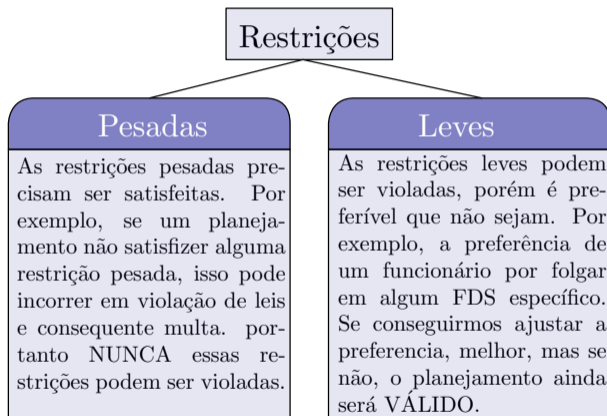 Restrições
Pesadas
As restrições pesadas pre-
cisam ser satisfeitas. Por
exemplo, se um planeja-
mento não satisfizer alguma
restrição pesada, isso pode
incorrer em violação de leis
e consequente multa. por-
tanto NUNCA essas re-
strições podem ser violadas.
Leves
As restrições leves podem
ser violadas, porém é pre-
ferível que não sejam. Por
exemplo, a preferência de
um funcionário por folgar
em algum FDS específico.
Se conseguirmos ajustar a
preferencia, melhor, mas se
não, o planejamento ainda
será VÁLIDO.